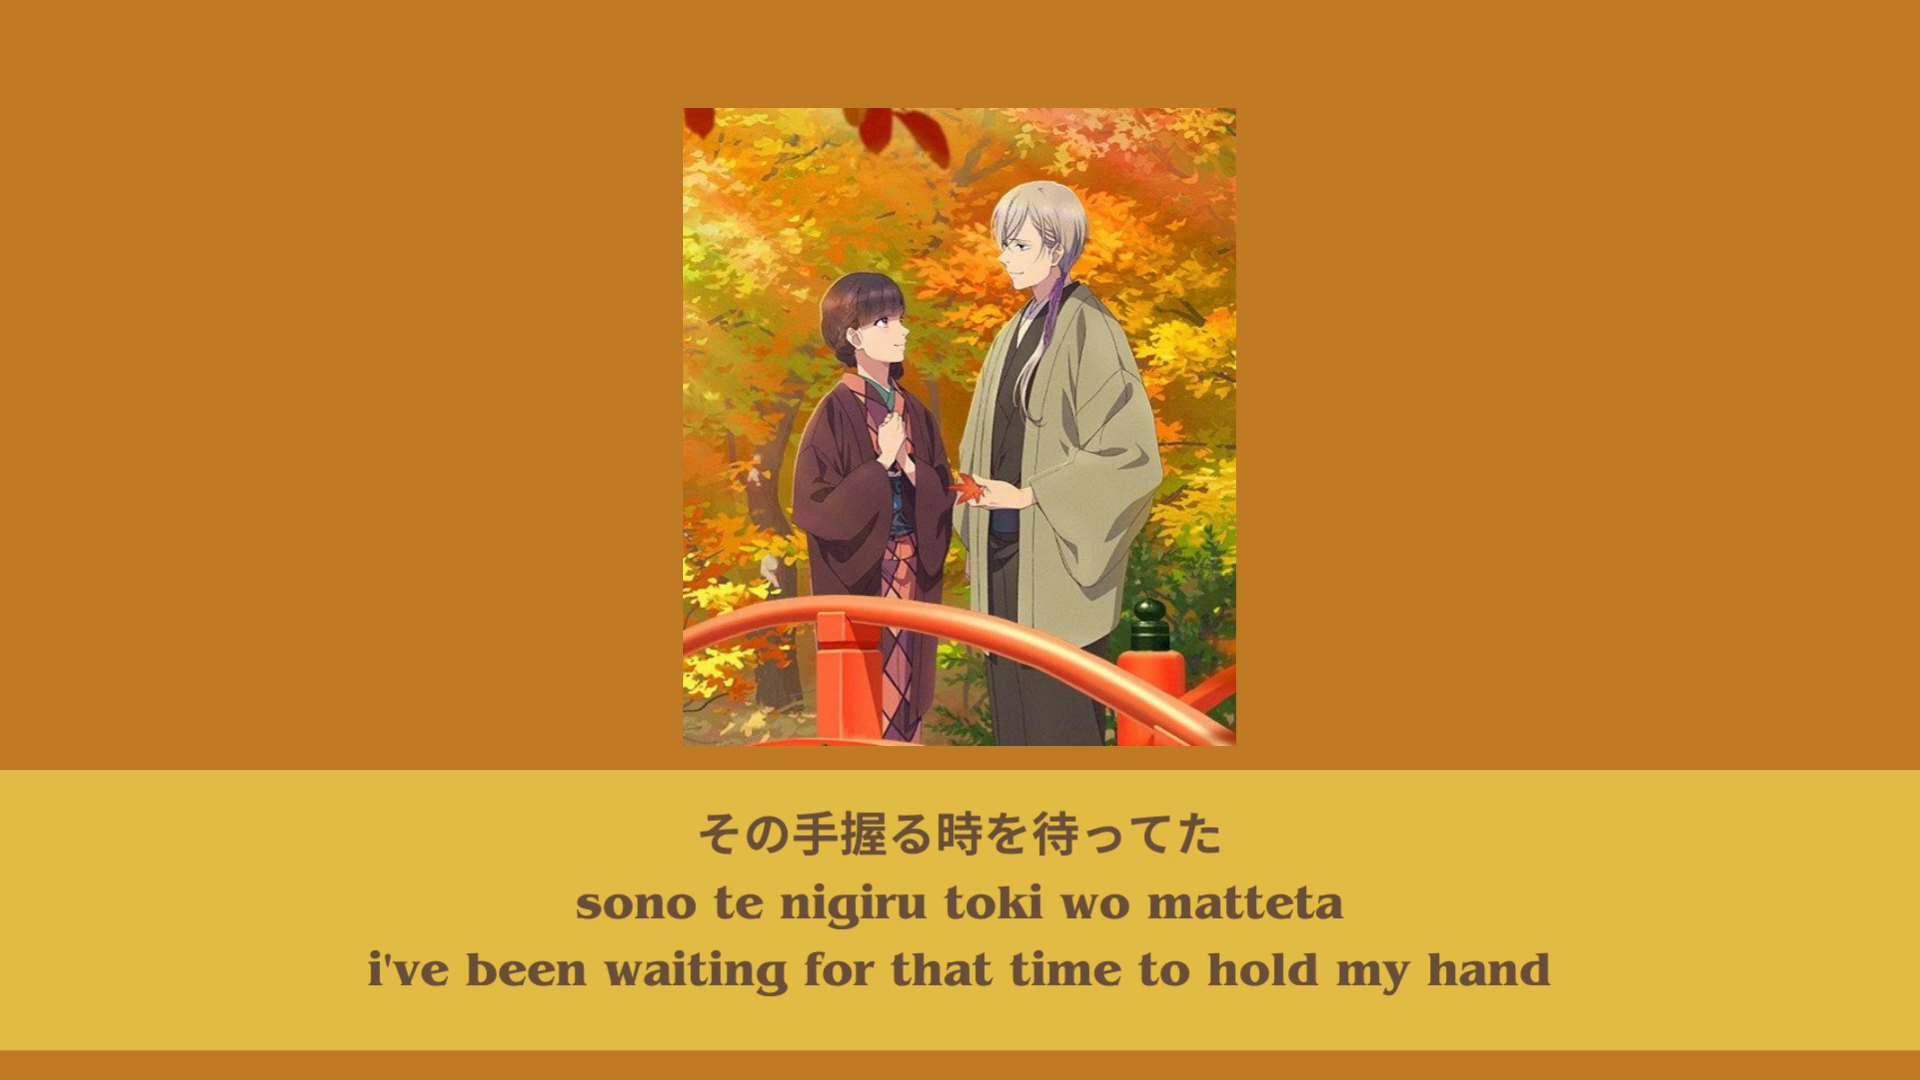 その手握る時を待ってた
sono te nigiru toki wo matteta
i've been waiting for that time to hold my hand